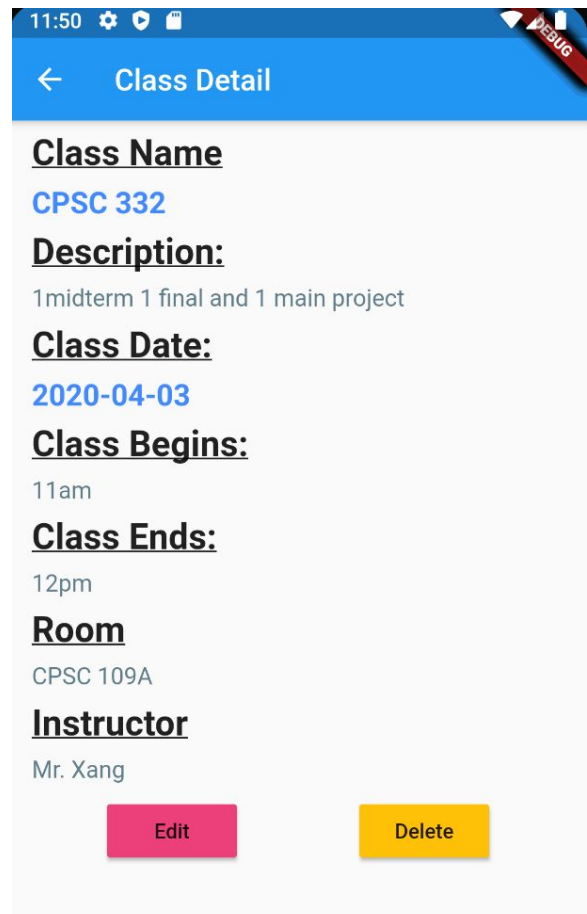 11:50
DEBUG
Class Detail
Class Name
CPSC 332
Description:
1midterm 1 final and 1 main project
Class Date:
2020-04-03
Class Begins:
11am
Class Ends:
12pm
Room
CPSC 109A
Instructor
Mr. Xang
Edit Delete